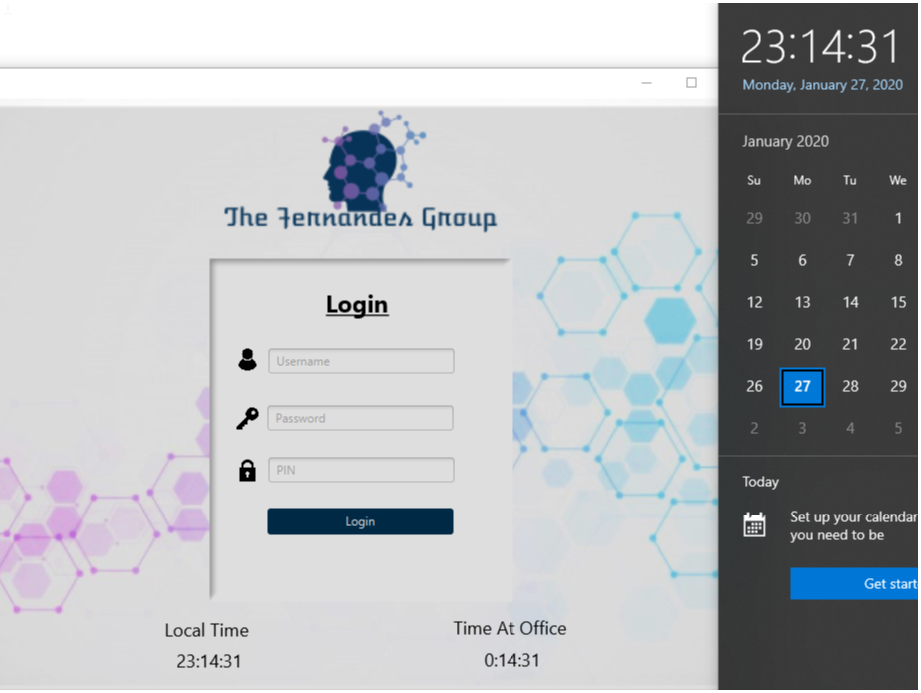 The Fernandes Group
Login
Username
Password
PIN
Login
Local Time
23:14:31
Time At Office
0:14:31
23:14:31
Monday, January 27, 2020
January 2020
Su Mo Tu We
29 30 31 1
5 6 7 8
12 13 14 15
19 20 21 22
26 27 28 29
2 3 4 5
Today
Set up your calendar
you need to be
Get start